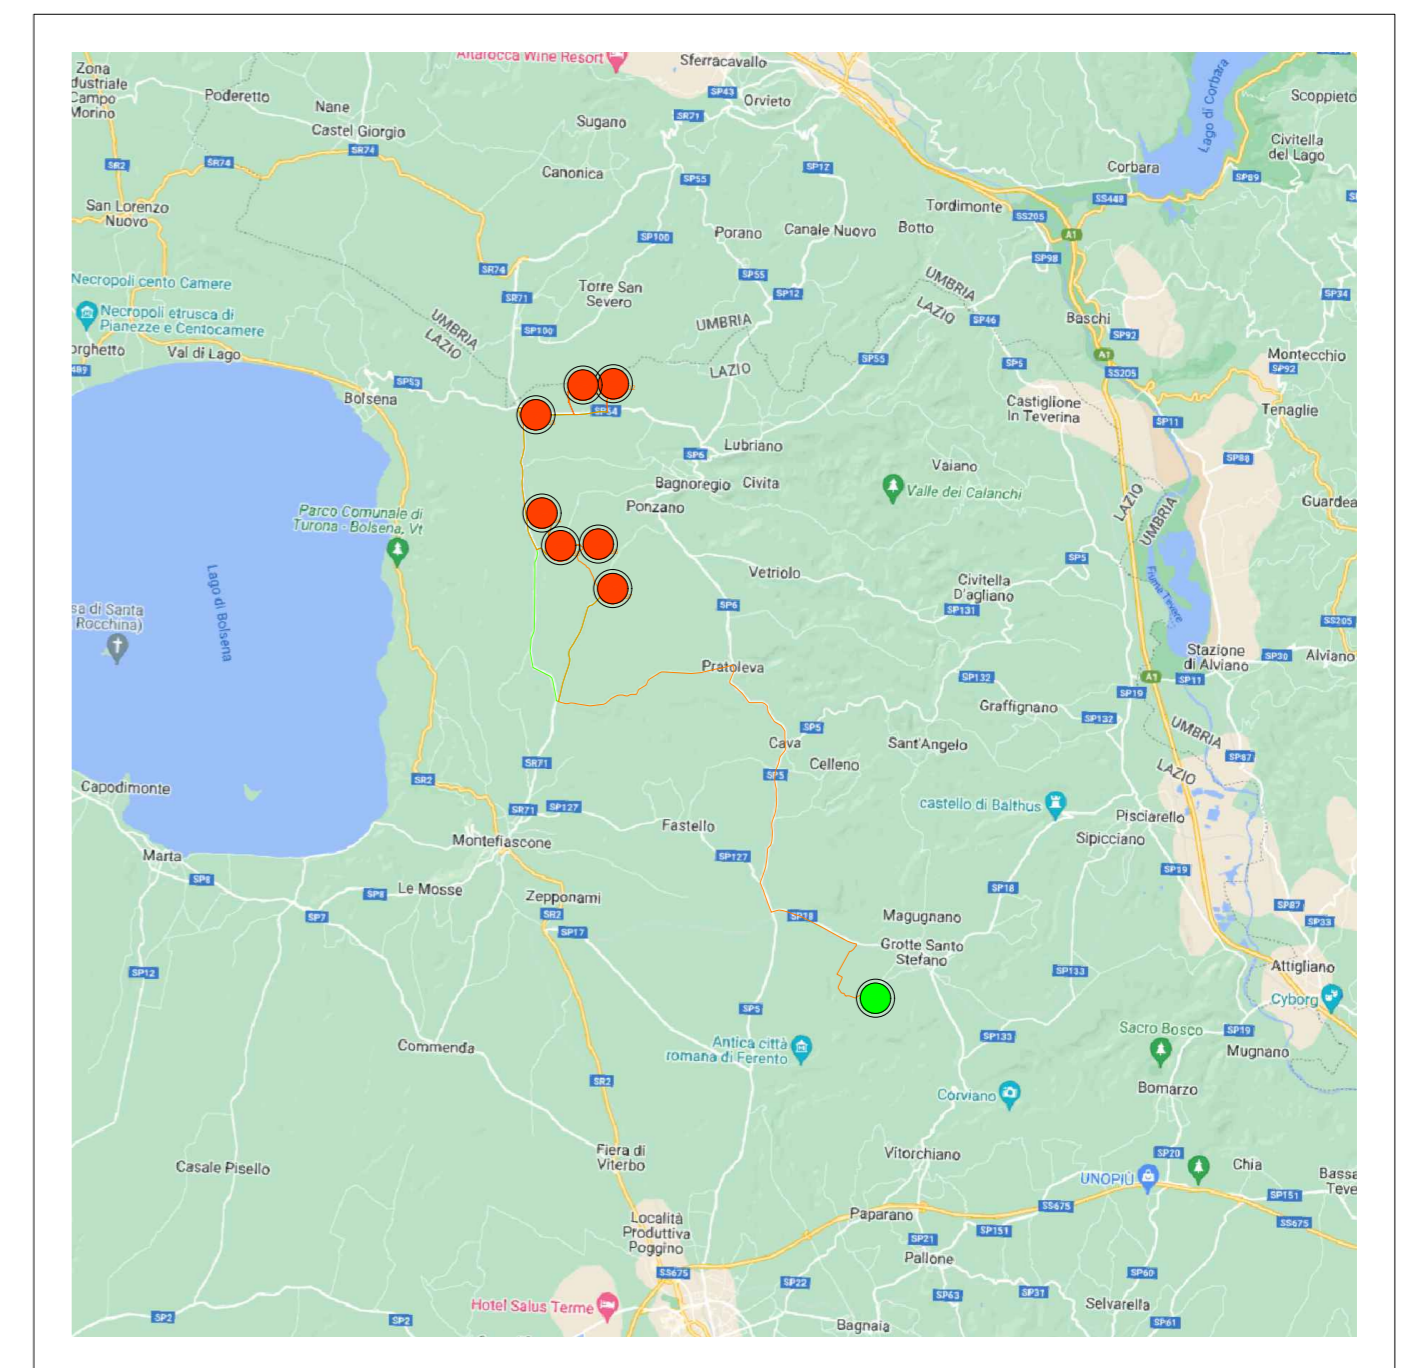 Altarocca Wine Resort
Sferracavallo
Zona
dustriale
Campo
Morino
Poderetto
Nane
Castel Giorgio
SR74
SR74
SR2
SP43
Orvieto
SR71
Sugano
Canonica
SP55
SP12
Lago di Corbara
Scoppieto
Civitella
del Lago
Corbara
SP89
SS448
San Lorenzo
Nuovo
Tordimonte
SS205
A1
SP100
Porano
Canale Nuovo
Botto
SP98
SR74
SP55
SP12
UMBRIA
LAZIO
Necropoli cento Camere
Necropoli etrusca di
Pianezze e Centocamere
SR71
Torre San
Severo
SP34
UMBRIA
LAZIO
SP100
UMBRIA
LAZIO
SP46
Baschi
SP92
orghetto
Val di Lago
489
SP55
SP5
A1
SS205
Montecchio
SP92
SP53
Bolsena
SP54
Castiglione
In Teverina
SP11
Tenaglie
Lubriano
SP6
Bagnoregio
Civita
Vaiano
SP88
Valle dei Calanchi
LAZIO
UMBRIA
Guardea
Parco Comunale di
Turona - Bolsena, Vt
Ponzano
Lago di Bolsena
Vetriolo
SP5
Civitella
D'agliano
SP131
Fiume Tevere
SP6
sa di Santa
Rocchina)
SS205
Stazione
di Alviano
SP30
Alviano
Pratoleva
SP132
A1
SP11
SP19
Graffignano
SP132
UMBRIA
LAZIO
SP5
Cava
Sant'Angelo
Celleno
SP87
SR71
SP5
SR2
Capodimonte
castello di Balthus
SR71
SP127
Pisciarello
Fastello
Sipicciano
Montefiascone
Marta
SP127
SP8
SP8
Le Mosse
SP19
SP18
Zepponami
SP7
SR2
SP17
SP18
Magugnano
SP87
SP33
Grotte Santo
Stefano
SP12
SP133
Attigliano
Cyborg
SP5
Sacro Bosco
SP19
Mugnano
SP133
Commenda
Antica città
romana di Ferento
SR2
Corviano
Bomarzo
Fiera di
Viterbo
Casale Pisello
Vitorchiano
SP20
Chia
UNOPIÙ
Bassa
Teve
SP151
Località
Produttiva
Poggino
Paparano
SS675
SP151
SS675
SP21
Pallone
SS675
SP22
SP60
SP63
SP31
Hotel Salus Terme
Selvarella
SP2
SP2
Bagnaia
SP61